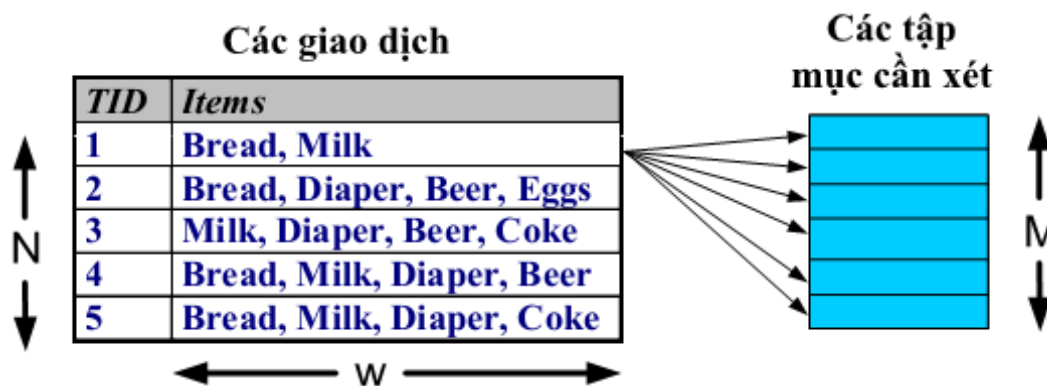 Các giao dịch
Các tập
mục cần xét
TID Items
1 Bread, Milk
2 Bread, Diaper, Beer, Eggs
3 Milk, Diaper, Beer, Coke
4 Bread, Milk, Diaper, Beer
5 Bread, Milk, Diaper, Coke
N
M
w